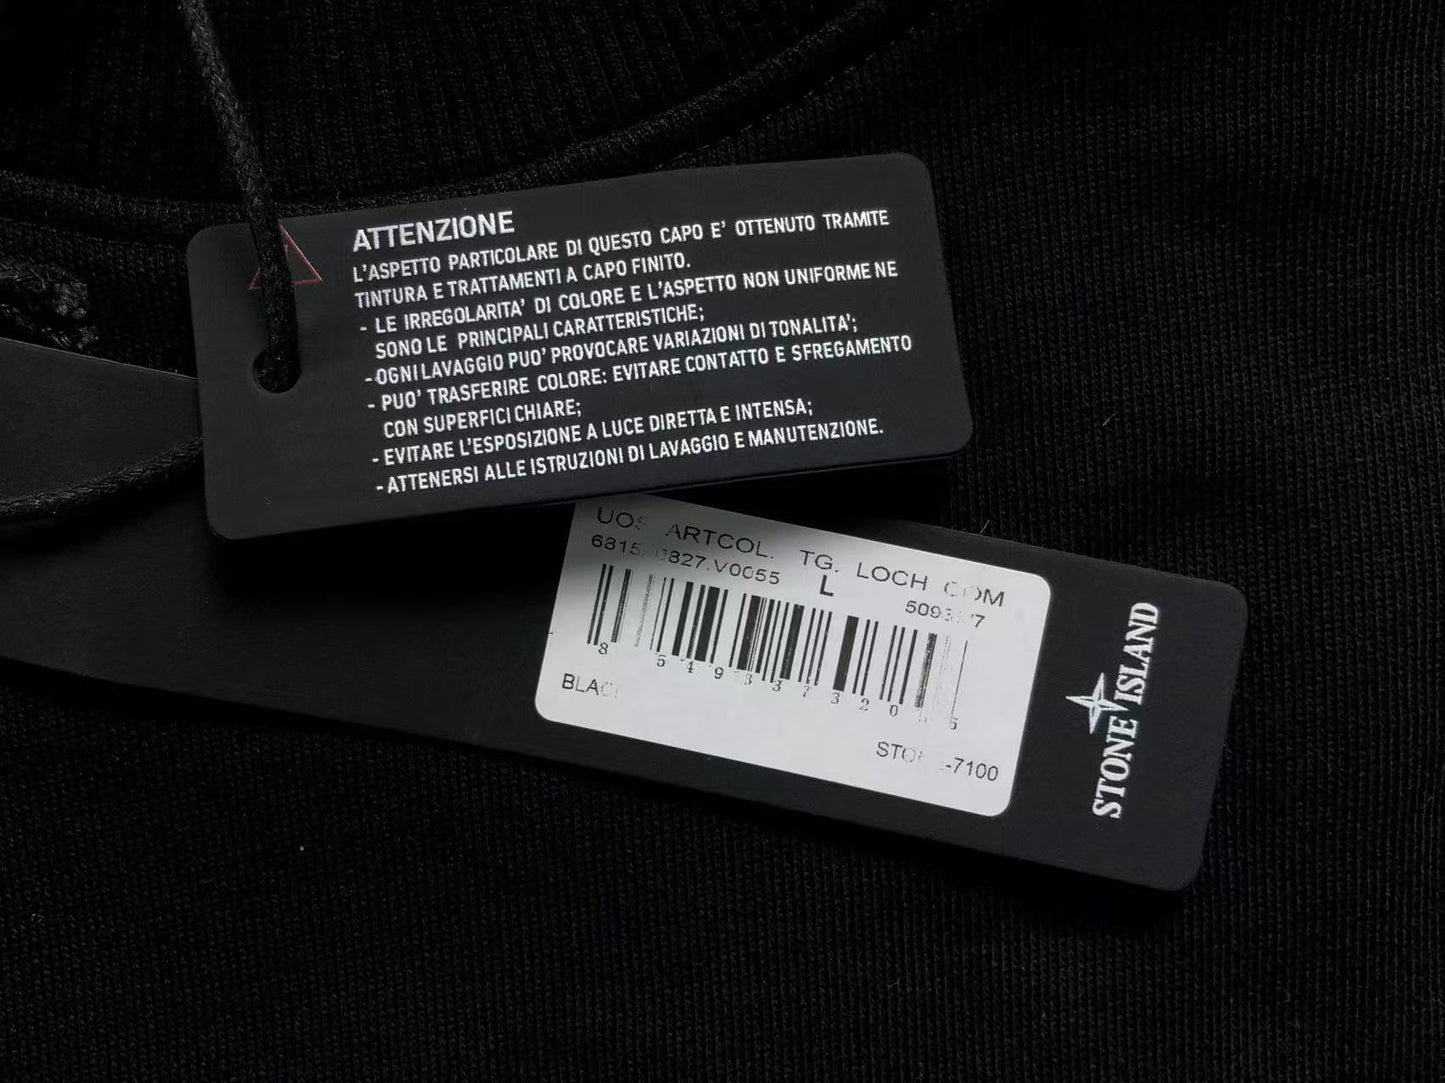 ATTENZIONE
L'ASPETTO PARTICOLARE DI QUESTO CAPO E' OTTENUTO TRAMITE
TINTURA E TRATTAMENTI A CAPO FINITO.
- LE IRREGOLARITA' DI COLORE E L'ASPETTO NON UNIFORME NE
SONO LE PRINCIPALI CARATTERISTICHE;
- OGNI LAVAGGIO PUO' PROVOCARE VARIAZIONI DI TONALITA';
- PUO' TRASFERIRE COLORE: EVITARE CONTATTO E SFREGAMENTO
CON SUPERFICI CHIARE;
- EVITARE L'ESPOSIZIONE A LUCE DIRETTA E INTENSA;
- ATTENERSI ALLE ISTRUZIONI DI LAVAGGIO E MANUTENZIONE.
ARTCOL. TG. LOCH COM
L
STONE ISLAND